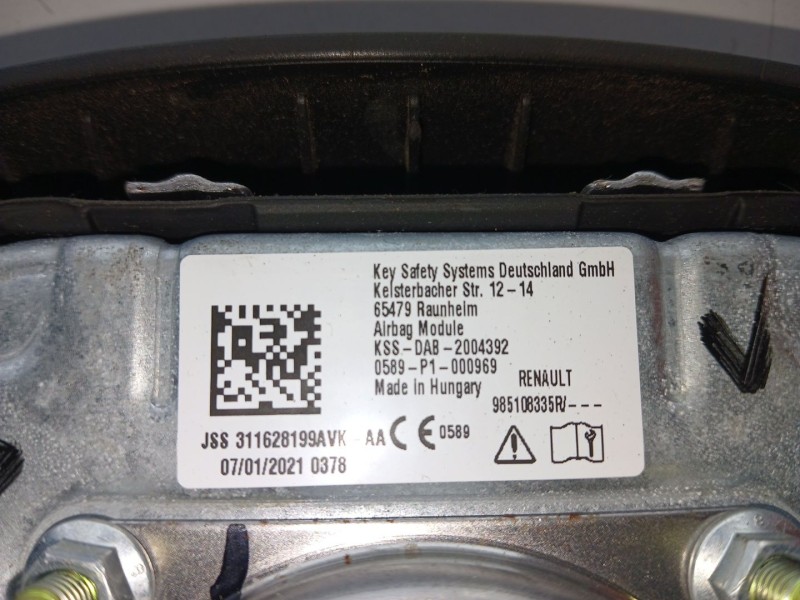 Key Safety Systems Deutschland GmbH
Kelsterbacher Str. 12-14
65479 Raunheim
Airbag Module
KSS-DAB-2004392
0589-P1-000969
Made in Hungary
RENAULT
985108335R/---
JSS 311628199AVK AA CE 0589
07/01/2021 0378